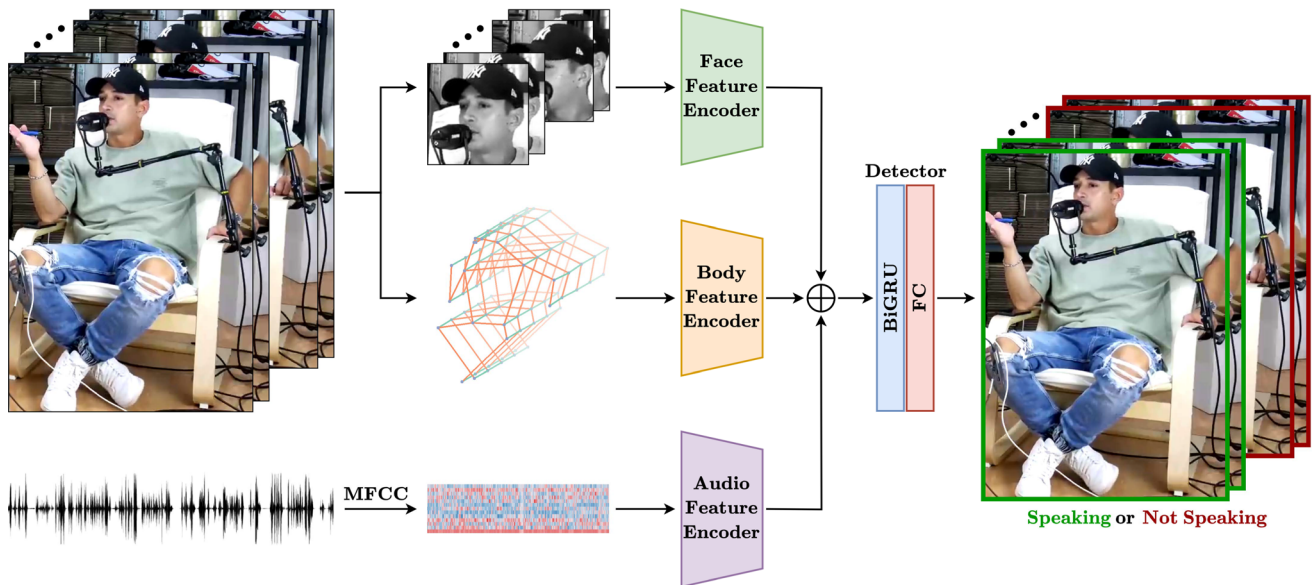 Face
Feature
Encoder
Detector
Body
Feature
Encoder
BiGRU
FC
MFCC
Audio
Feature
Encoder
Speaking or Not Speaking